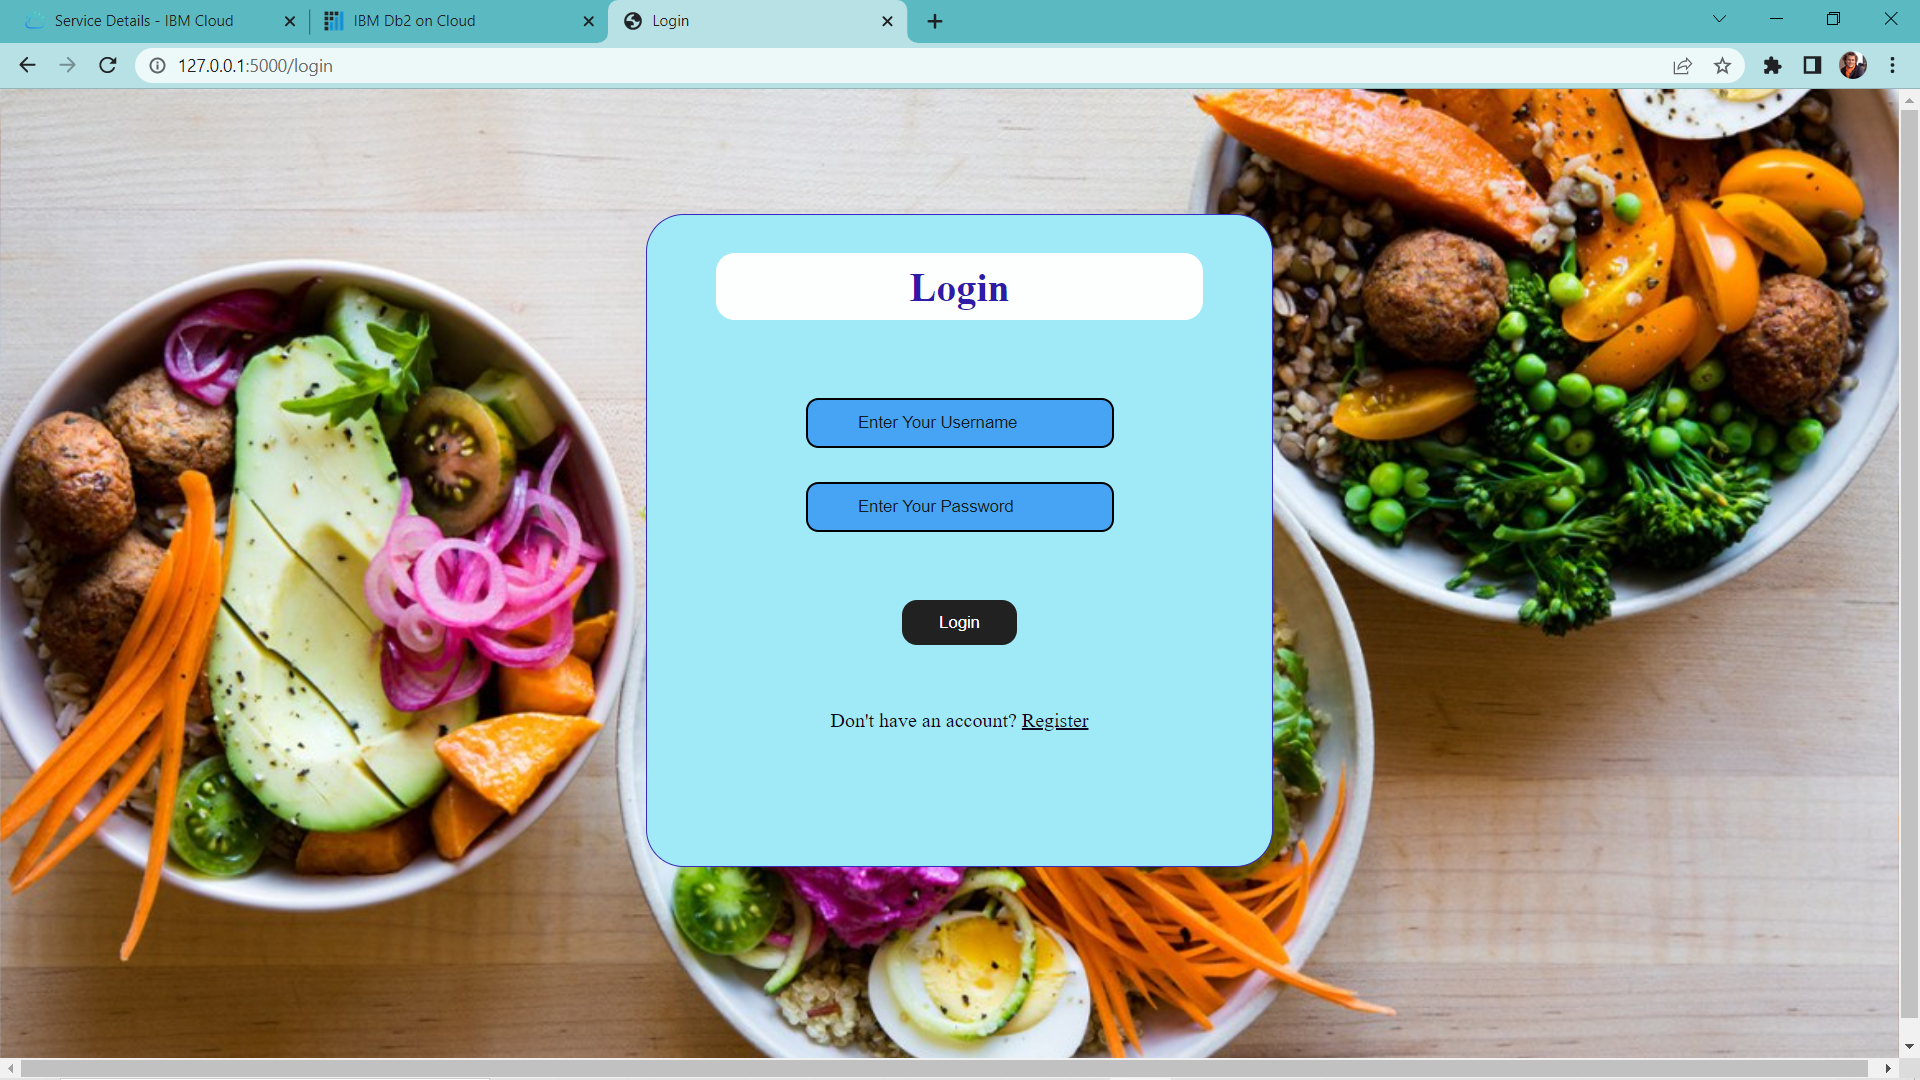 Service Details - IBM Cloud
IBM Db2 on Cloud
Login
127.0.0.1:5000/login
Login
Enter Your Username
Enter Your Password
Login
Don't have an account? Register